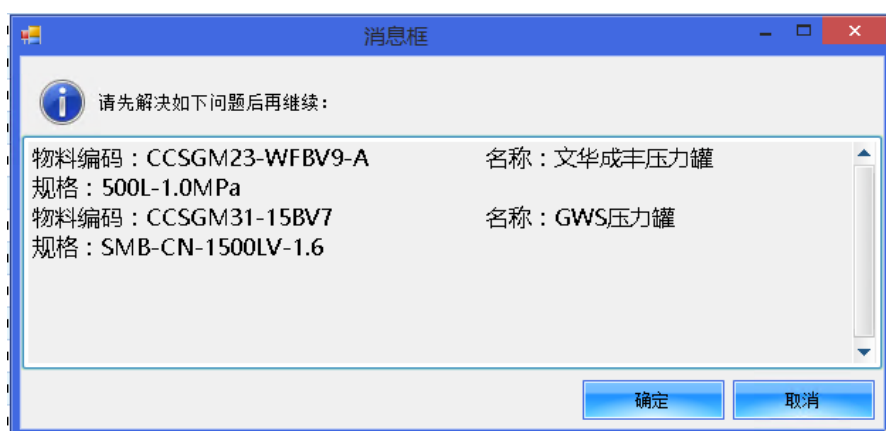 消息框
请先解决如下问题后再继续：
物料编码：CCSGM23-WFBV9-A 名称：文华成丰压力罐
规格：500L-1.0MPa
物料编码：CCSGM31-15BV7 名称：GWS压力罐
规格：SMB-CN-1500LV-1.6
确定 取消